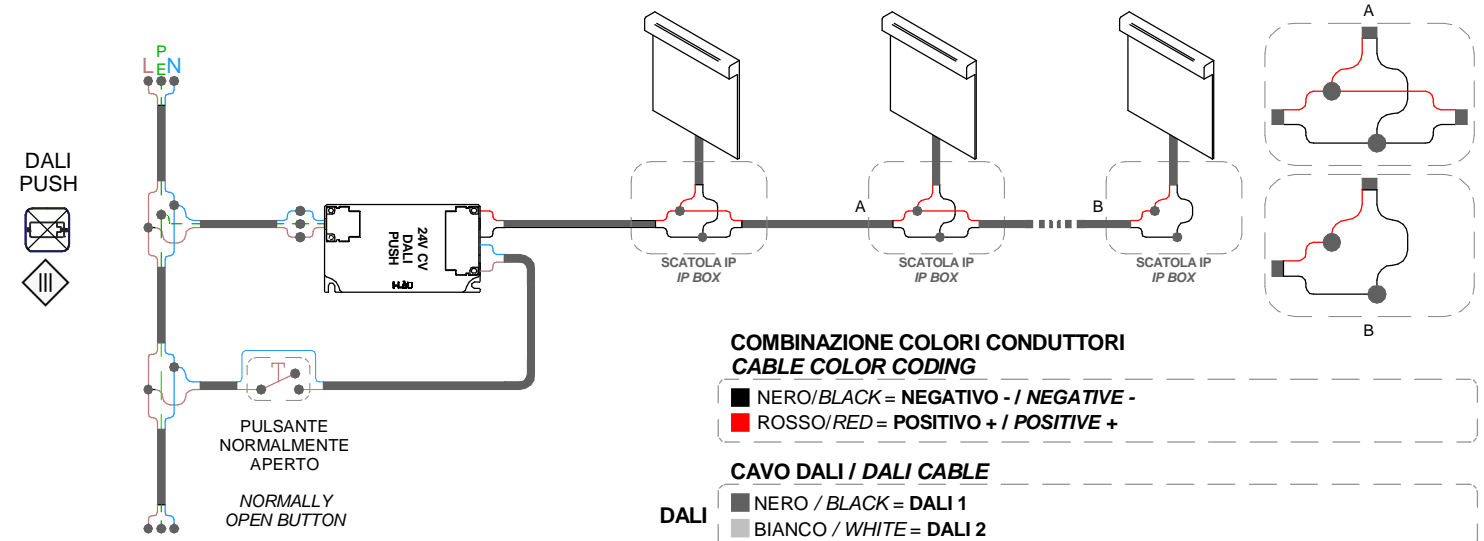 L
PE
N
DALI
PUSH
III
24V CV
DALI
PUSH
A
B
SCATOLA IP
IP BOX
SCATOLA IP
IP BOX
SCATOLA IP
IP BOX
A
B
PULSANTE
NORMALMENTE
APERTO
NORMALLY
OPEN BUTTON
COMBINAZIONE COLORI CONDUTTORI
CABLE COLOR CODING
NERO/BLACK = NEGATIVO - / NEGATIVE -
ROSSO/RED = POSITIVO + / POSITIVE +
CAVO DALI / DALI CABLE
DALI
NERO / BLACK = DALI 1
BIANCO / WHITE = DALI 2